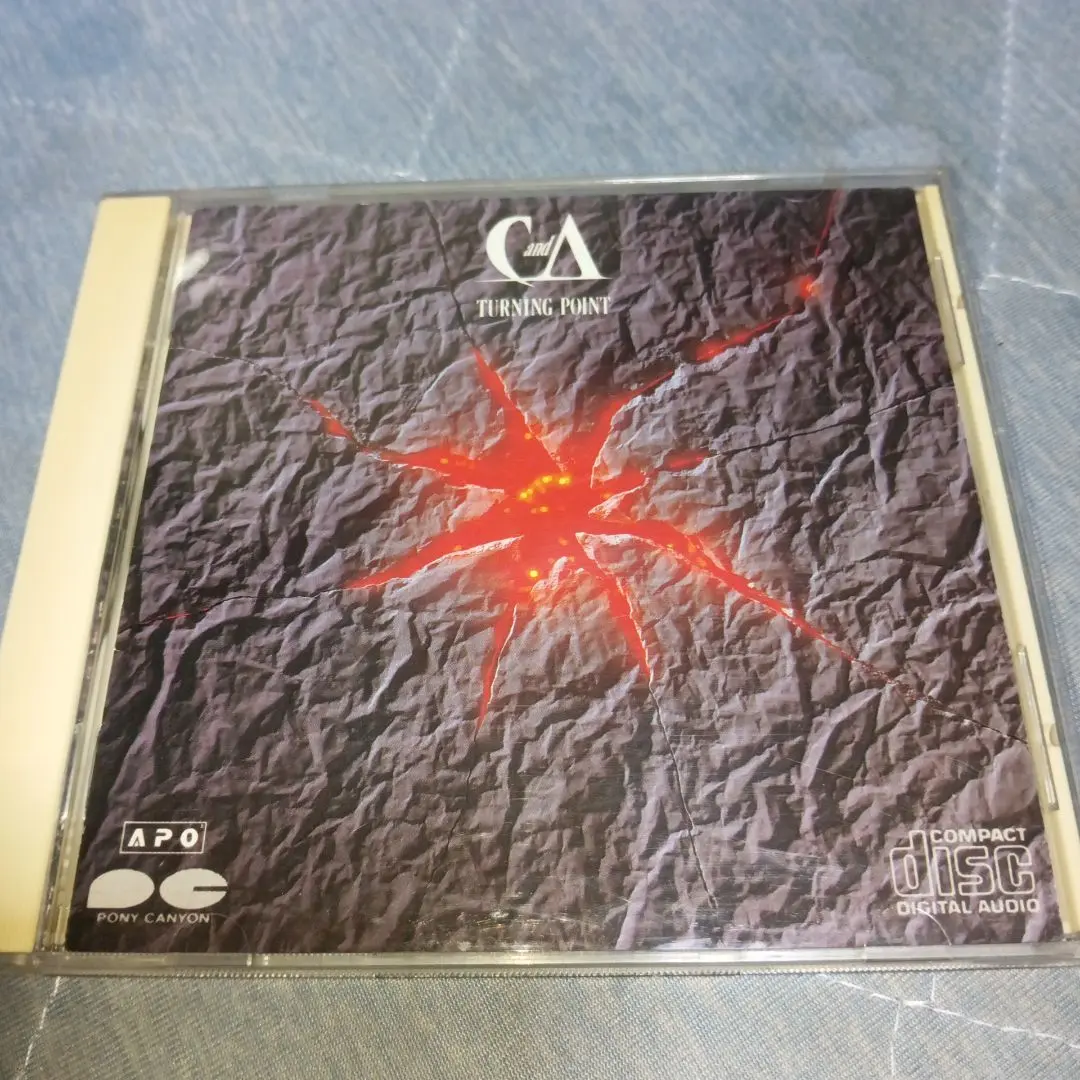 C and A
TURNING POINT
APO
PONY CANYON
COMPACT
disc
DIGITAL AUDIO